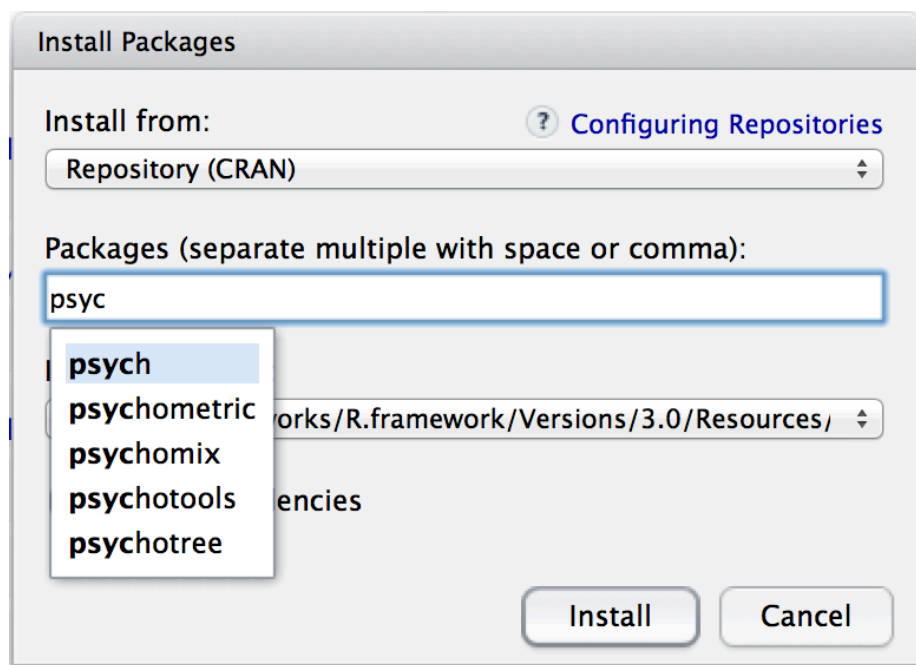 Install Packages
Install from:
? Configuring Repositories
Repository (CRAN)
Packages (separate multiple with space or comma):
psyc
psych
psychometric
psychomix
psychotools
psychotree
orks/R.framework/Versions/3.0/Resources/
encies
Install
Cancel